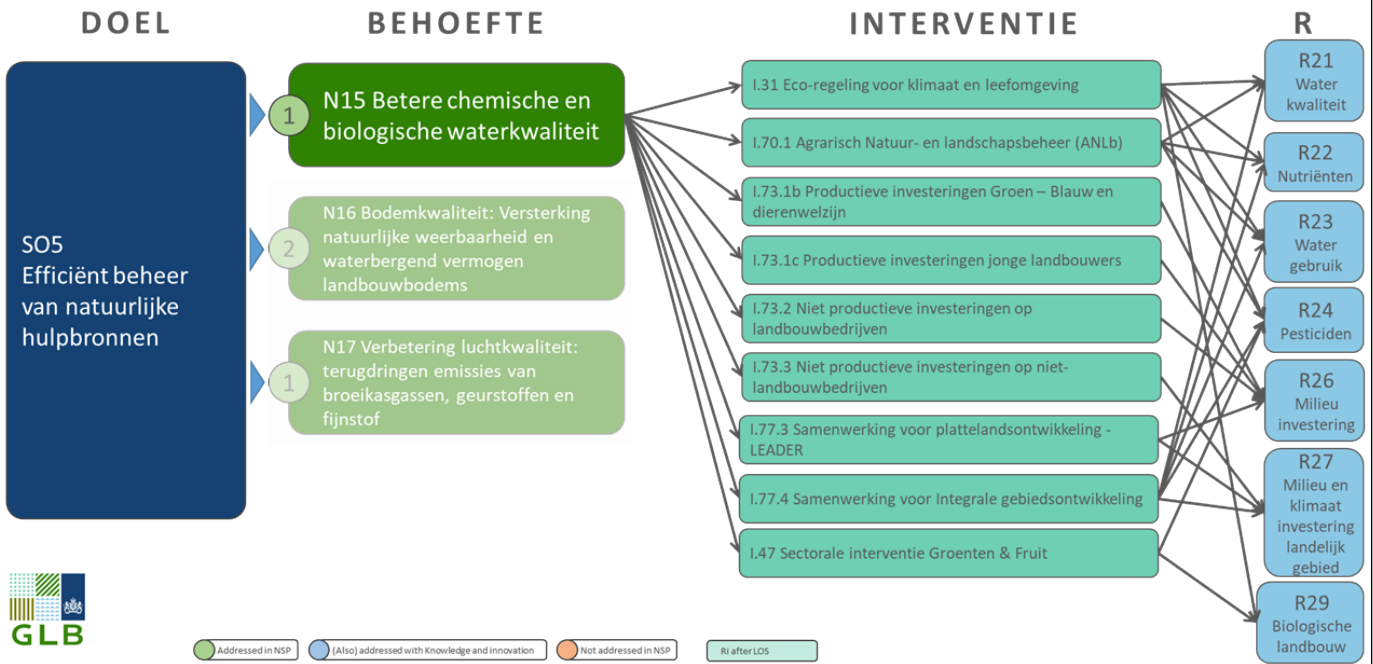 DOEL
BEHOEFTE
INTERVENTIE
R
SO5
Efficiënt beheer
van natuurlijke
hulpbronnen
1
N15 Betere chemische en
biologische waterkwaliteit
2
N16 Bodemkwaliteit: Versterking
natuurlijke weerbaarheid en
waterbergend vermogen
landbouwbodems
1
N17 Verbetering luchtkwaliteit:
terugdringen emissies van
broeikasgassen, geurstoffen en
fijnstof
I.31 Eco-regeling voor klimaat en leefomgeving
I.70.1 Agrarisch Natuur- en landschapsbeheer (ANLb)
I.73.1b Productieve investeringen Groen – Blauw en
dierenwelzijn
I.73.1c Productieve investeringen jonge landbouwers
I.73.2 Niet productieve investeringen op
landbouwbedrijven
I.73.3 Niet productieve investeringen op niet-
landbouwbedrijven
I.77.3 Samenwerking voor plattelandsontwikkeling -
LEADER
I.77.4 Samenwerking voor Integrale gebiedsontwikkeling
I.47 Sectorale interventie Groenten & Fruit
R21
Water
kwaliteit
R22
Nutriënten
R23
Water
gebruik
R24
Pesticiden
R26
Milieu
investering
R27
Milieu en
klimaat
investering
landelijk
gebied
R29
Biologische
landbouw
GLB
Addressed in NSP
(Also) addressed with Knowledge and innovation
Not addressed in NSP
Ri after LOS